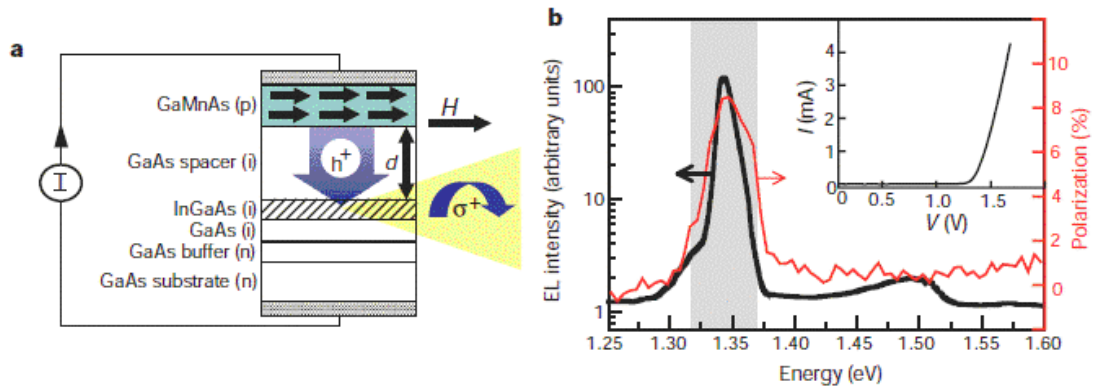 a
GaMnAs (p)
H
GaAs spacer (i)
h+
d
I
InGaAs (i)
σ+
GaAs (i)
GaAs buffer (n)
GaAs substrate (n)
b
EL intensity (arbitrary units)
100
10
1
1.25 1.30 1.35 1.40 1.45 1.50 1.55 1.60
Energy (eV)
I (mA)
4
3
2
1
0
0 0.5 1.0 1.5
V (V)
10
8
6
4
2
0
Polarization (%)